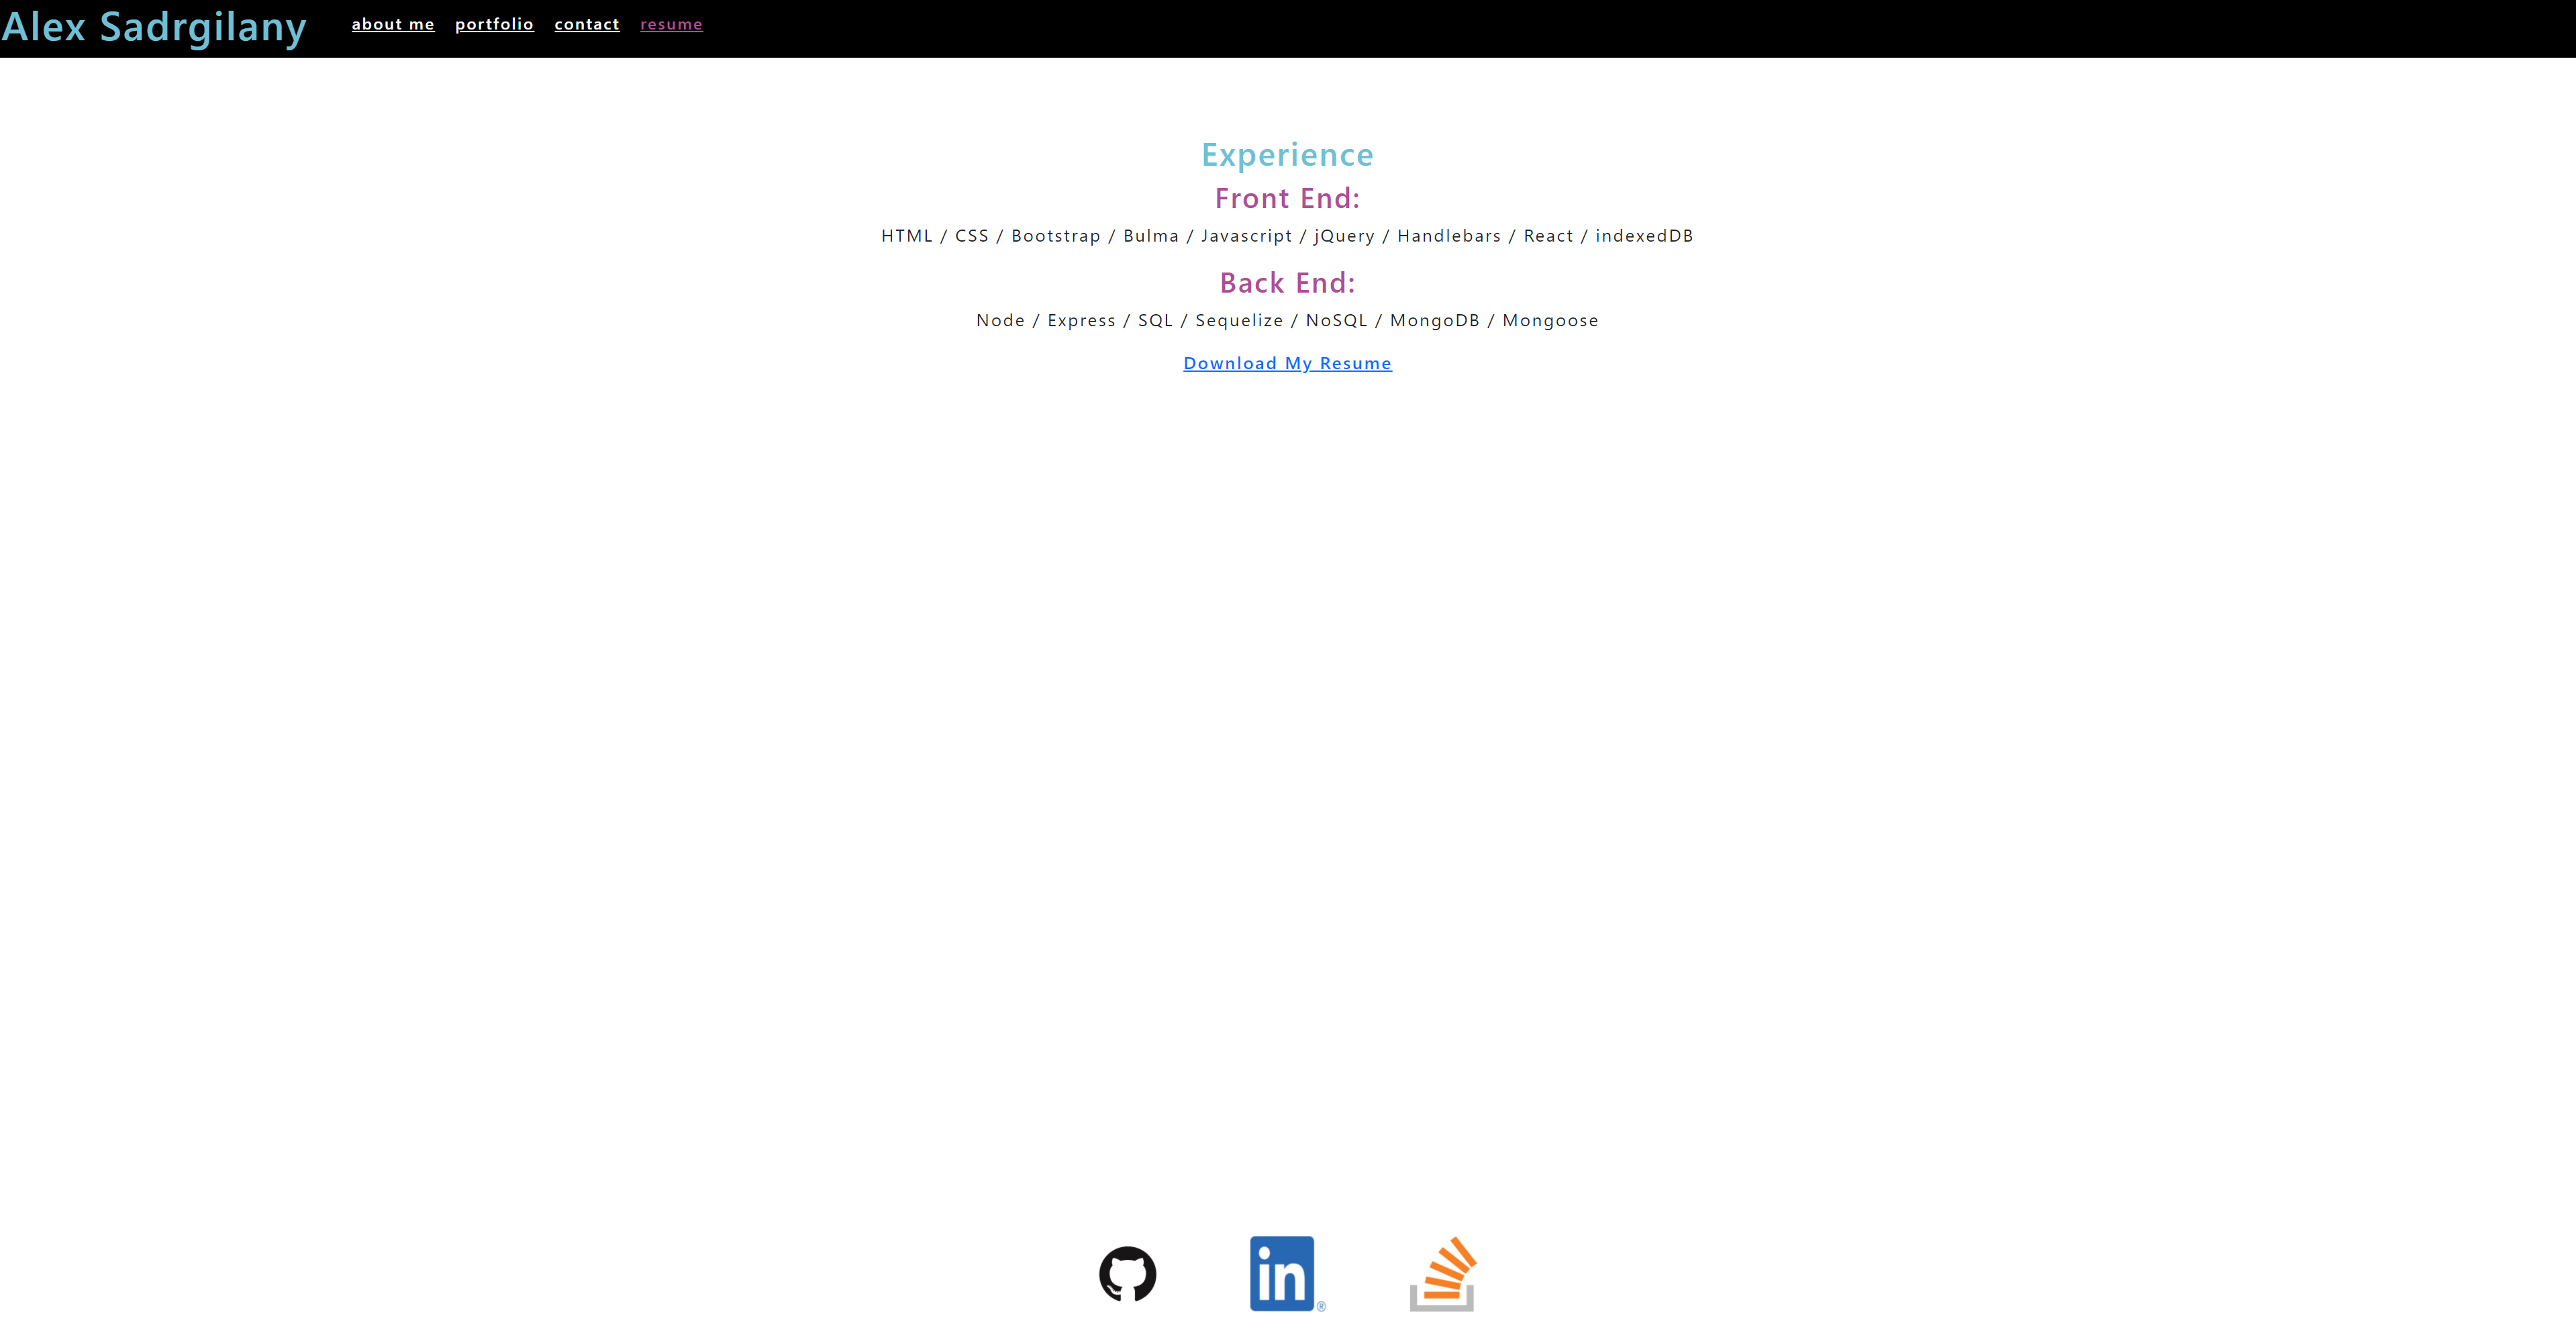 Alex Sadrgilany
about me portfolio contact resume
Experience
Front End:
HTML / CSS / Bootstrap / Bulma / Javascript / jQuery / Handlebars / React / indexedDB
Back End:
Node / Express / SQL / Sequelize / NoSQL / MongoDB / Mongoose
Download My Resume
in ®